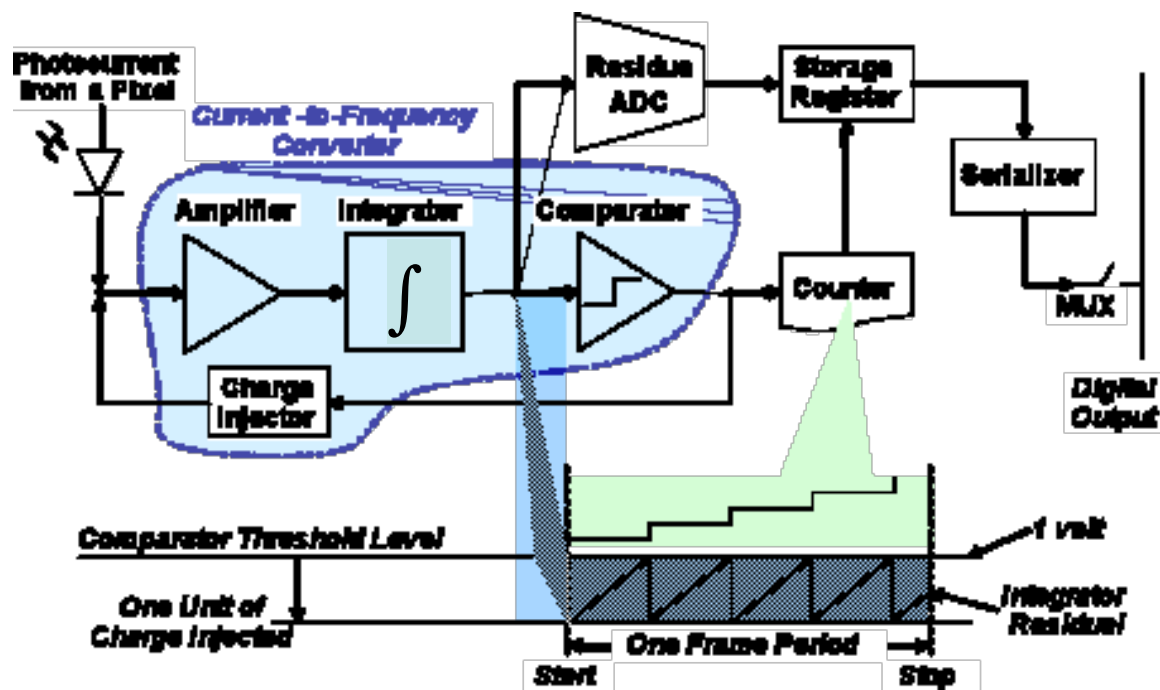 Photocurrent
from a Pixel
Current -to-Frequency
Converter
Residue
ADC
Storage
Register
Serializer
Amplifier
Integrator
Comparator
∫
Counter
MUX
Charge
Injector
Digital
Output
Comparator Threshold Level
1 volt
One Unit of
Charge Injected
Integrator
Residual
One Frame Period
Start
Stop